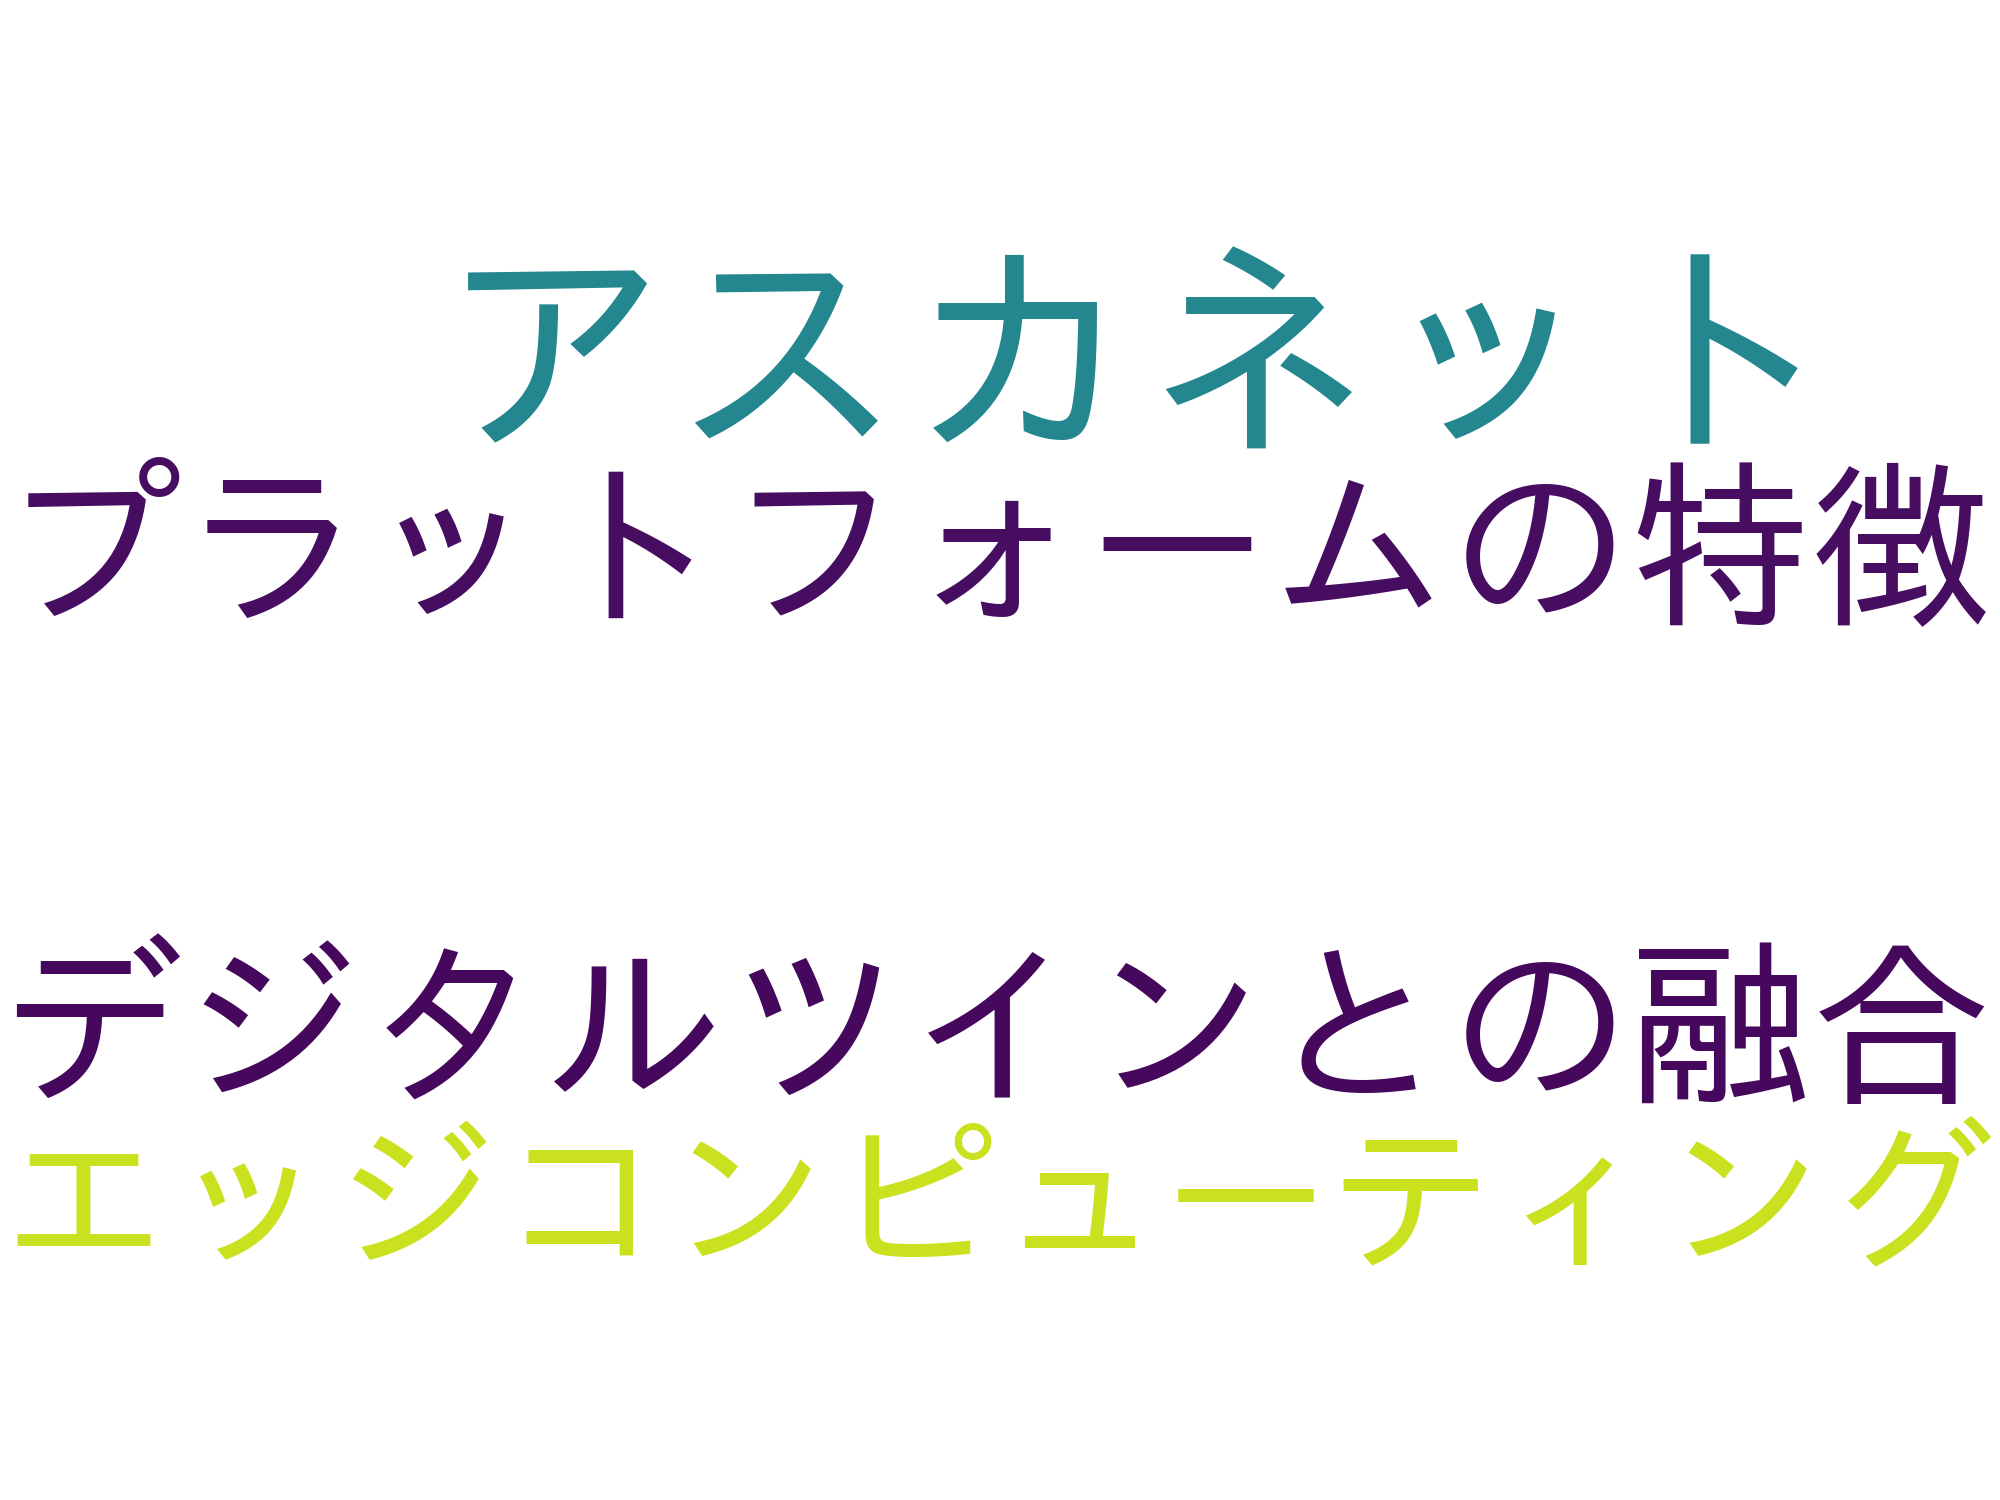 アスカネット
プラットフォームの特徴
デジタルツインとの融合
エッジコンピューティング